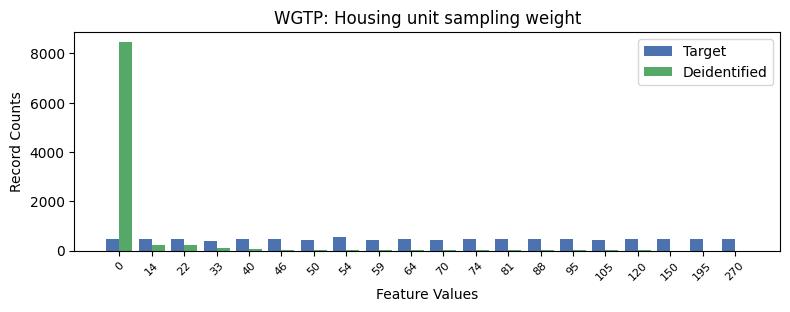 WGTP: Housing unit sampling weight
Target
Deidentified
Record Counts
8000
6000
4000
2000
0
0 14 22 33 40 46 50 54 59 64 70 74 81 88 95 105 120 150 195 270
Feature Values